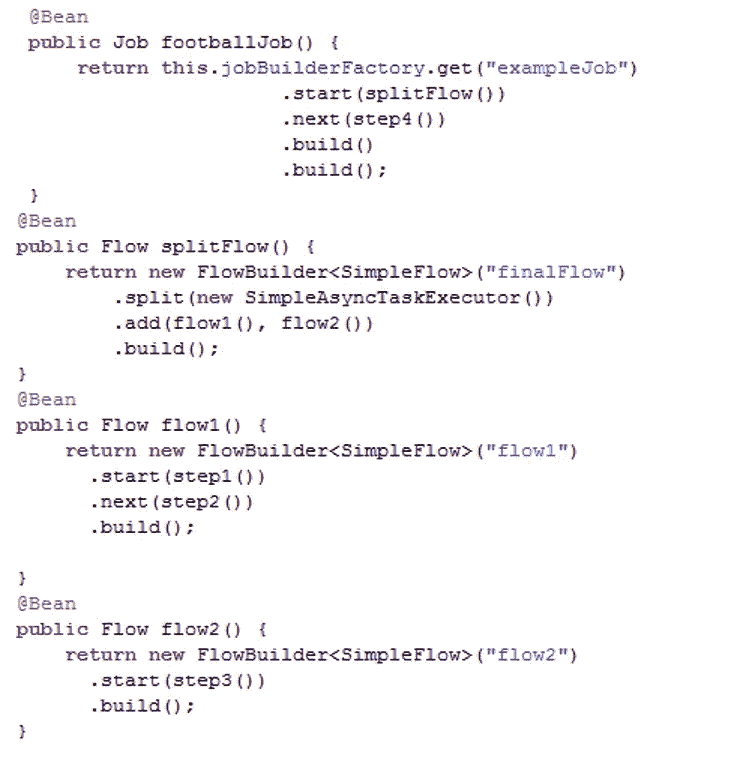 @Bean
public Job footballJob() {
return this.jobBuilderFactory.get("exampleJob")
.start(splitFlow())
.next(step4())
.build()
.build();
}
@Bean
public Flow splitFlow() {
return new FlowBuilder<SimpleFlow>("finalFlow")
.split(new SimpleAsyncTaskExecutor())
.add(flow1(), flow2())
.build();
}
@Bean
public Flow flow1() {
return new FlowBuilder<SimpleFlow>("flow1")
.start(step1())
.next(step2())
.build();
}
@Bean
public Flow flow2() {
return new FlowBuilder<SimpleFlow>("flow2")
.start(step3())
.build();
}